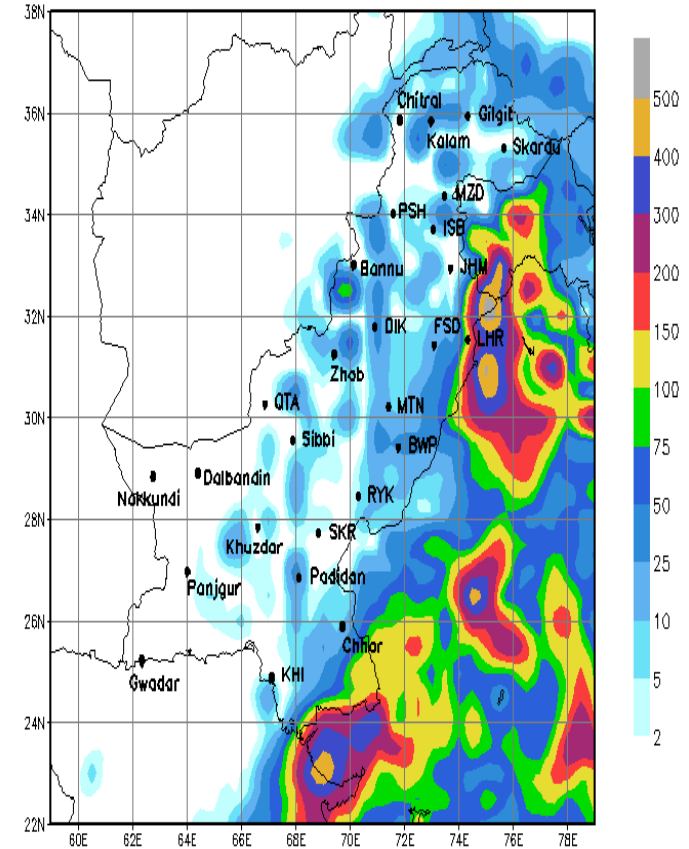 38N
36N
34N
32N
30N
28N
26N
24N
22N
60E 62E 64E 66E 68E 70E 72E 74E 76E 78E
Chitral
Gilgit
Kalam
Skardu
MZD
PSH
ISB
Bannu
JHM
DIK
FSD
LHR
Zhob
QTA
MTN
Sibbi
BWP
Dalbandin
Nokkundi
RYK
Khuzdar
SKR
Panjgur
Padidan
Chhor
KHI
Gwadar
500
400
300
200
150
100
75
50
25
10
5
2